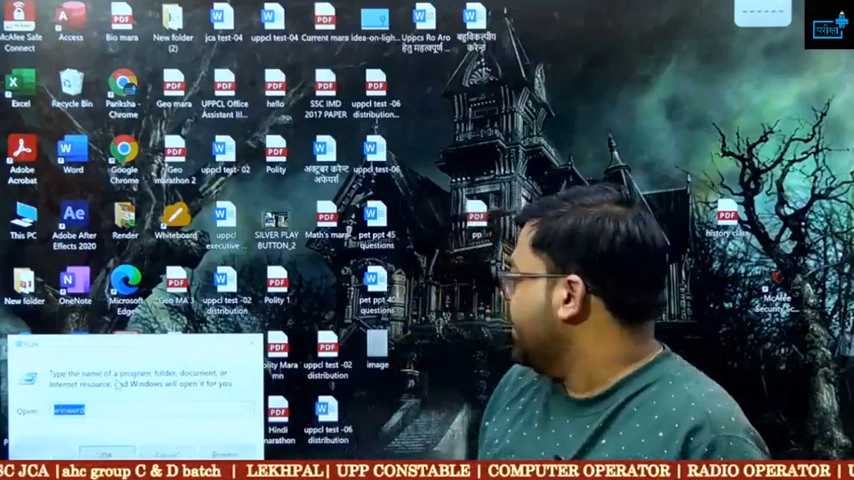 McAfee Safe Connect
Access
Bio mara
New folder (2)
jca test-04
uppcl test-04
Current mara
idea-on-ligh...
Uppcs Ro Aro हेतु महत्वपूर्ण ...
बहुविकल्पीय करेन्ट
परीक्षा
Excel
Recycle Bin
Pariksha - Chrome
Geo mara
UPPCL Office Assistant III...
hello
SSC IMD 2017 PAPER
uppcl test -06 distribution...
Adobe Acrobat
Word
Google Chrome
Geo marathon 2
uppcl test- 02
Polity
अक्टूबर करेन्ट अफेयर्स
uppcl test-06
This PC
Adobe After Effects 2020
Render
Whiteboard
uppcl executive ...
SILVER PLAY BUTTON_2
Math's mara
pet ppt 45 questions
pp
history class
New folder
OneNote
Microsoft Edge
Geo MA 3
uppcl test -02 distribution
Polity 1
pet ppt 40 questions
McAfee Security Sc...
Run
Type the name of a program, folder, document, or
Internet resource, and Windows will open it for you
Open:
winword
Polity Mara
uppcl test -02 distribution
image
Hindi marathon
uppcl test -06 distribution
SC JCA | ahc group C & D batch | LEKHPAL | UPP CONSTABLE | COMPUTER OPERATOR | RADIO OPERATOR | U